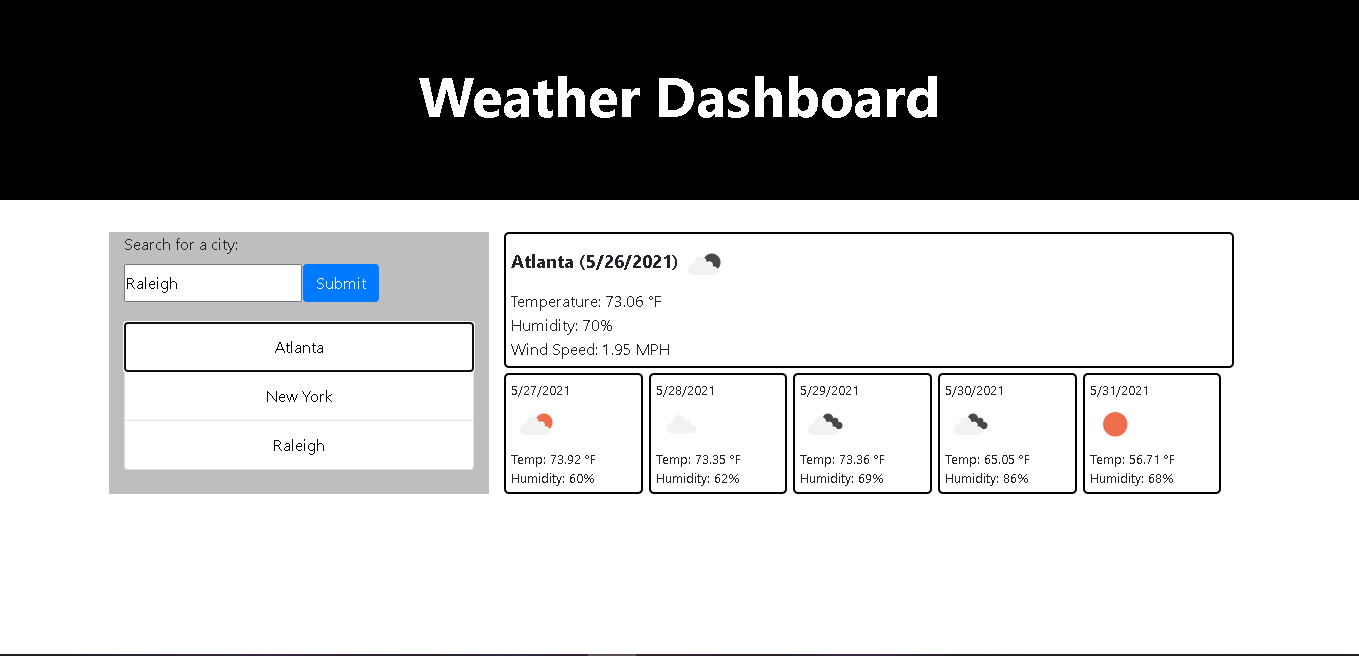 Weather Dashboard
Search for a city:
Raleigh
Submit
Atlanta
New York
Raleigh
Atlanta (5/26/2021)
Temperature: 73.06 °F
Humidity: 70%
Wind Speed: 1.95 MPH
5/27/2021
Temp: 73.92 °F
Humidity: 60%
5/28/2021
Temp: 73.35 °F
Humidity: 62%
5/29/2021
Temp: 73.36 °F
Humidity: 69%
5/30/2021
Temp: 65.05 °F
Humidity: 86%
5/31/2021
Temp: 56.71 °F
Humidity: 68%